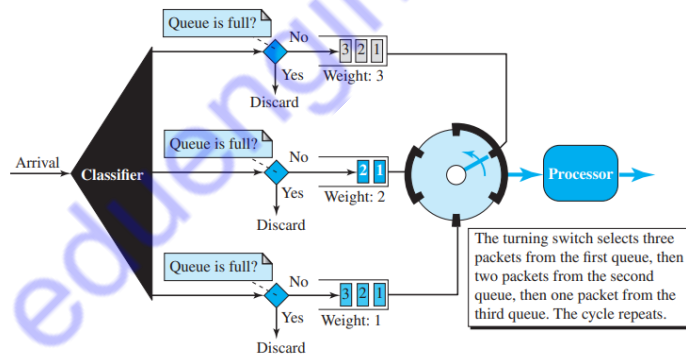 Queue is full?
No
3 2 1
Yes
Weight: 3
Discard
Queue is full?
No
2 1
Arrival
Classifier
Yes
Weight: 2
Discard
Processor
Queue is full?
No
3 2 1
Yes
Weight: 1
Discard
The turning switch selects three
packets from the first queue, then
two packets from the second
queue, then one packet from the
third queue. The cycle repeats.
eduengin